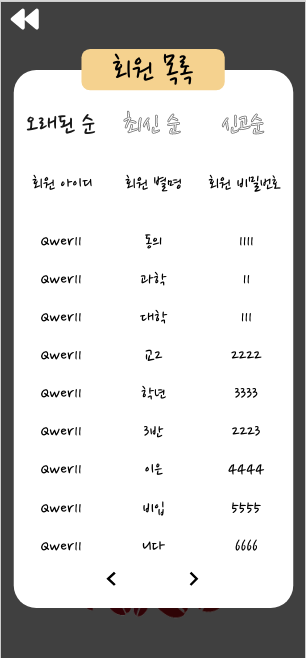 회원 목록
오래된 순 최신 순 신고순
회원 아이디 회원 별명 회원 비밀번호
Qwer11 동의 1111
Qwer11 과학 11
Qwer11 대학 111
Qwer11 교2 2222
Qwer11 학년 3333
Qwer11 3반 2223
Qwer11 이은 4444
Qwer11 비입 5555
Qwer11 니다 6666